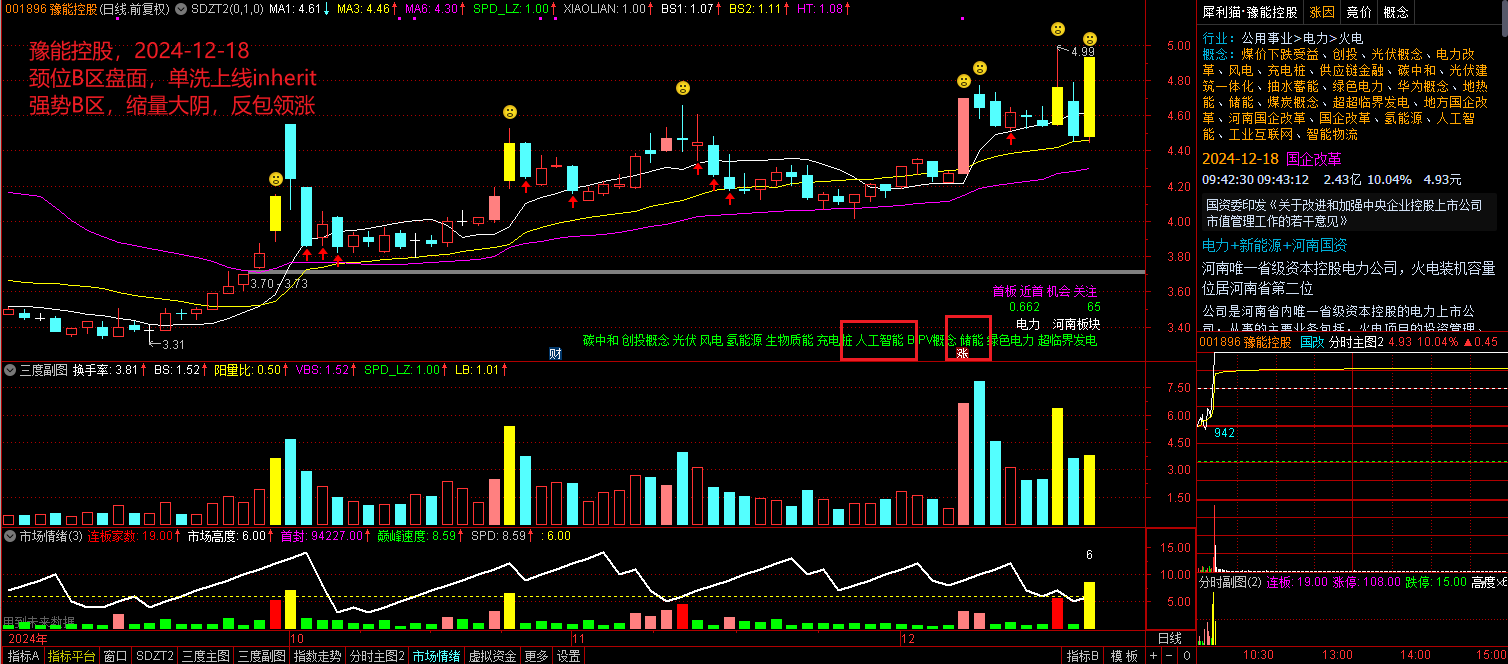 001896 豫能控股(日线.前复权) SDZT2(0,1,0) MA1: 4.61↓ MA3: 4.46↑ MA6: 4.30↑ SPD_LZ: 1.00↑ XIAOLIAN: 1.00↑ BS1: 1.07↑ BS2: 1.11↑ HT: 1.08↑
豫能控股，2024-12-18
颈位B区盘面，单洗上线inherit
强势B区，缩量大阴，反包领涨
4.99
5.00
4.80
4.60
4.40
4.20
4.00
3.80
3.60
3.40
3.70-3.73
3.31
首板 近首 机会 关注
0.662 65
电力 河南板块
碳中和 创投概念 光伏 风电 氢能源 生物质能 充电桩 人工智能 BIPV概念 储能 绿色电力 超临界发电
财
涨
三度副图 换手率: 3.81↑ BS: 1.52↑ 阳量比: 0.50↑ VBS: 1.52↑ SPD_LZ: 1.00↑ LB: 1.01↑
7.50
6.00
4.50
3.00
1.50
市场情绪(3) 连板家数: 19.00↑ 市场高度: 6.00↑ 首封: 94227.00↑ 巅峰速度: 8.59↑ SPD: 8.59↑ : 6.00
6
15.00
10.00
5.00
用到未来数据
2024年
10
11
12
日线
指标A 指标平台 窗口 SDZT2 三度主图 三度副图 指数走势 分时主图2 市场情绪 虚拟资金 更多 设置
指标B 模板 + - 0
犀利猫·豫能控股 涨因 竟价 概念
行业: 公用事业>电力>火电
概念: 煤价下跌受益、创投、光伏概念、电力改
革、风电、充电桩、供应链金融、碳中和、光伏建
筑一体化、抽水蓄能、绿色电力、华为概念、地热
能、储能、煤炭概念、超超临界发电、地方国企改
革、河南国企改革、国企改革、氢能源、人工智
能、工业互联网、智能物流
2024-12-18 国企改革
09:42:30 09:43:12 2.43亿 10.04% 4.93元
国资委印发《关于改进和加强中央企业控股上市公司
市值管理工作的若干意见》
电力+新能源+河南国资
河南唯一省级资本控股电力公司，火电装机容量
位居河南省第二位
公司是河南省内唯一省级资本控股的电力上市公
司，从事的主要业务包括，火电项目的投资管理、
001896 豫能控股 国改 分时主图2 4.93 10.04% ▲0.45
942
分时副图(2) 连板: 19.00 涨停: 108.00 跌停: 15.00
10:30
13:00
14:00
15:00